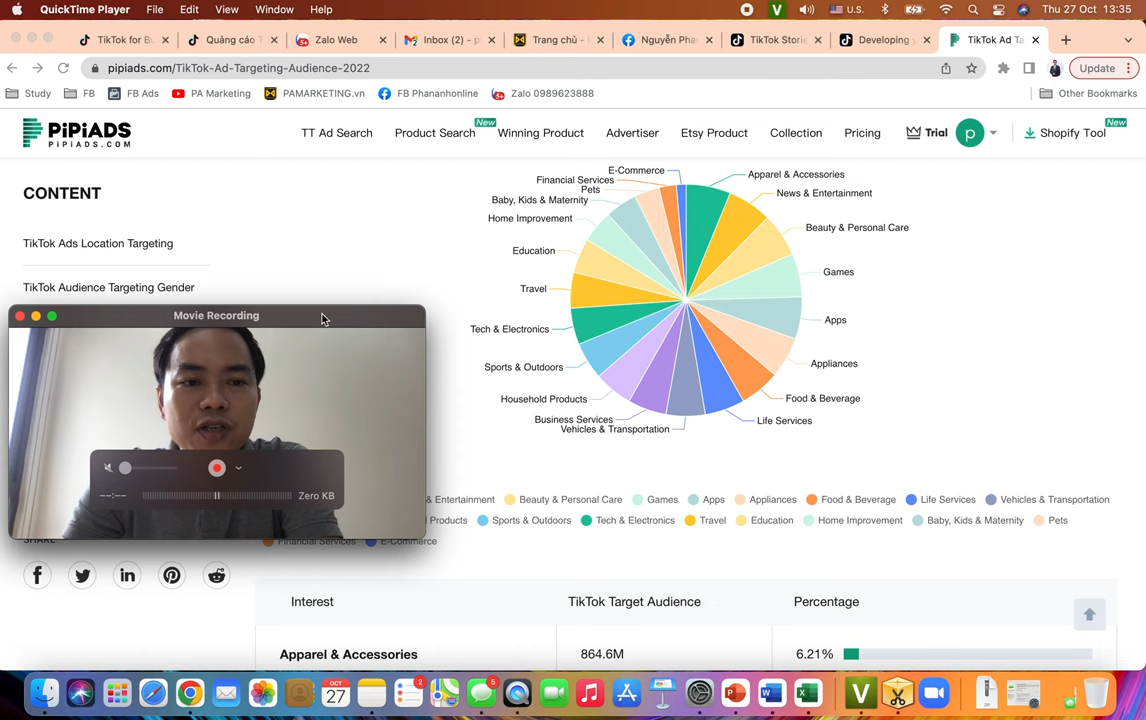 QuickTime Player File Edit View Window Help
V U.S. Thu 27 Oct 13:35
TikTok for Bu
Quảng cáo T
Zalo Web
Inbox (2) - p
Trang chủ -
Nguyễn Pha
TikTok Storie
Developing y
TikTok Ad Ta
pipiads.com/TikTok-Ad-Targeting-Audience-2022
Update
Study FB FB Ads PA Marketing PAMARKETING.vn FB Phananhonline Zalo 0989623888 Other Bookmarks
PiPiADS
PIPIADS.COM
TT Ad Search Product Search New Winning Product Advertiser Etsy Product Collection Pricing Trial p Shopify Tool New
CONTENT
TikTok Ads Location Targeting
TikTok Audience Targeting Gender
E-Commerce
Financial Services
Pets
Baby, Kids & Maternity
Home Improvement
Education
Travel
Tech & Electronics
Sports & Outdoors
Household Products
Business Services
Vehicles & Transportation
Apparel & Accessories
News & Entertainment
Beauty & Personal Care
Games
Apps
Appliances
Food & Beverage
Life Services
Movie Recording
--:-- Zero KB
& Entertainment Beauty & Personal Care Games Apps Appliances Food & Beverage Life Services Vehicles & Transportation
Products Sports & Outdoors Tech & Electronics Travel Education Home Improvement Baby, Kids & Maternity Pets
Financial Services E-Commerce
SHARE
Interest TikTok Target Audience Percentage
Apparel & Accessories 864.6M 6.21%
OCT
27
2
5
V
ZIP